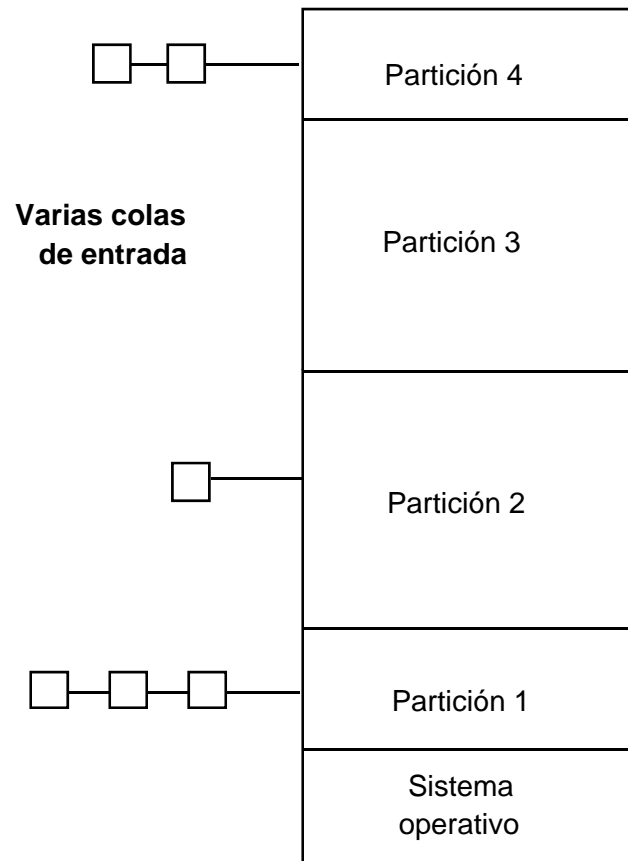 Partición 4
Varias colas
de entrada
Partición 3
Partición 2
Partición 1
Sistema
operativo